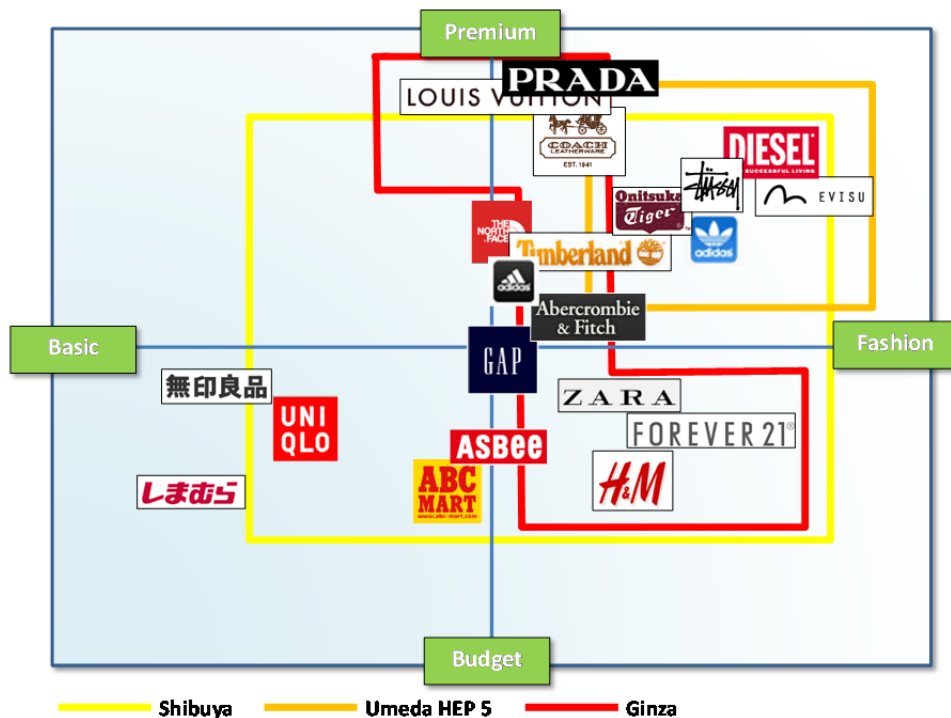 Premium
PRADA
LOUIS VUITTON
COACH
LEATHERWARE
EST. 1941
DIESEL®
SUCCESSFUL LIVING
Stüssy
EVISU
Onitsuka
Tiger
adidas
THE
NORTH
FACE
Timberland
adidas
Abercrombie
& Fitch
Basic
Fashion
GAP
無印良品
ZARA
UNI
QLO
FOREVER 21®
ASBee
ABC
MART
www.abc-mart.com
H&M
しまむら
Budget
Shibuya
Umeda HEP 5
Ginza